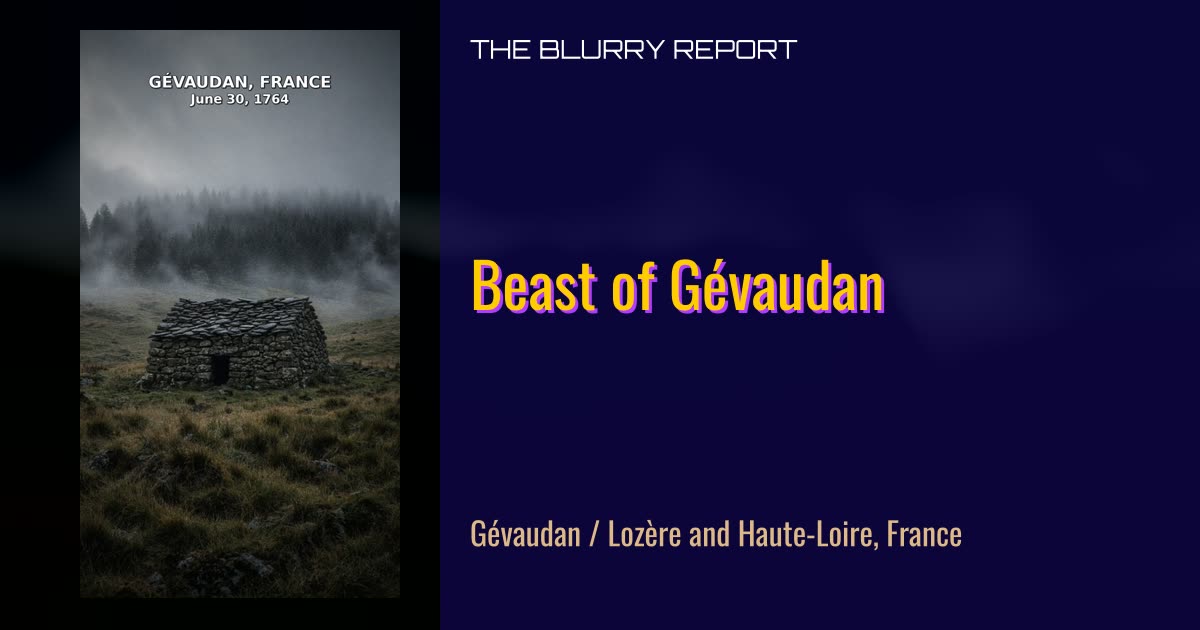 GÉVAUDAN, FRANCE
June 30, 1764
THE BLURRY REPORT
Beast of Gévaudan
Gévaudan / Lozère and Haute-Loire, France